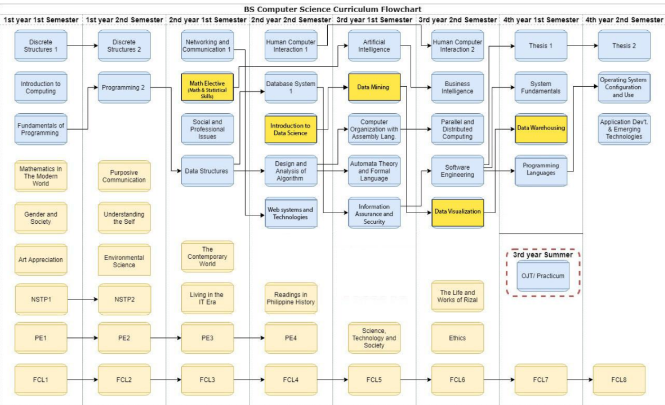 BS Computer Science Curriculum Flowchart
1st year 1st Semester
1st year 2nd Semester
2nd year 1st Semester
2nd year 2nd Semester
3rd year 1st Semester
3rd year 2nd Semester
4th year 1st Semester
4th year 2nd Semester
Discrete
Structures 1
Discrete
Structures 2
Networking and
Communication 1
Human Computer
Interaction 1
Artificial
Intelligence
Human Computer
Interaction 2
Thesis 1
Thesis 2
Introduction to
Computing
Programming 2
Math Elective
(Math & Statistical
Skills)
Database System
1
Data Mining
Business
Intelligence
System
Fundamentals
Operating System
Configuration
and Use
Fundamentals of
Programming
Social and
Professional
Issues
Introduction to
Data Science
Computer
Organization with
Assembly Lang.
Parallel and
Distributed
Computing
Data Warehousing
Application Dev't.
& Emerging
Technologies
Mathematics In
The Modern
World
Purposive
Communication
Data Structures
Design and
Analysis of
Algorithm
Automate Theory
and Formal
Language
Software
Engineering
Programming
Languages
Gender and
Society
Understanding
the Self
Web systems and
Technologies
Information
Assurance and
Security
Data Visualization
Art Appreciation
Environmental
Science
The
Contemporary
World
3rd year Summer
OJT/ Practicum
NSTP1
NSTP2
Living in the
IT Era
Readings in
Philippine History
The Life and
Works of Rizal
PE1
PE2
PE3
PE4
Science,
Technology and
Society
Ethics
FCL1
FCL2
FCL3
FCL4
FCL5
FCL6
FCL7
FCL8